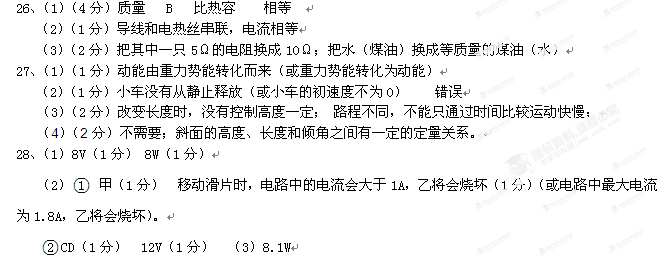 26、(1)(4分)质量  B  比热容  相等
(2)(1分)导线和电热丝串联，电流相等
(3)(2分)把其中一只5Ω的电阻换成10Ω；把水（煤油）换成等质量的煤油（水）
27、(1)(1分)动能由重力势能转化而来（或重力势能转化为动能）
(2)(1分)小车没有从静止释放（或小车的初速度不为0）  错误
(3)(2分)改变长度时，没有控制高度一定； 路程不同，不能只通过时间比较运动快慢；
(4)(2分)不需要；斜面的高度、长度和倾角之间有一定的定量关系。
28、(1)8V(1分) 8W(1分)
(2) ① 甲(1分)  移动滑片时，电路中的电流会大于1A，乙将会烧坏(1分)(或电路中最大电流
为1.8A，乙将会烧坏)。
②CD(1分)  12V(1分)  (3)8.1W